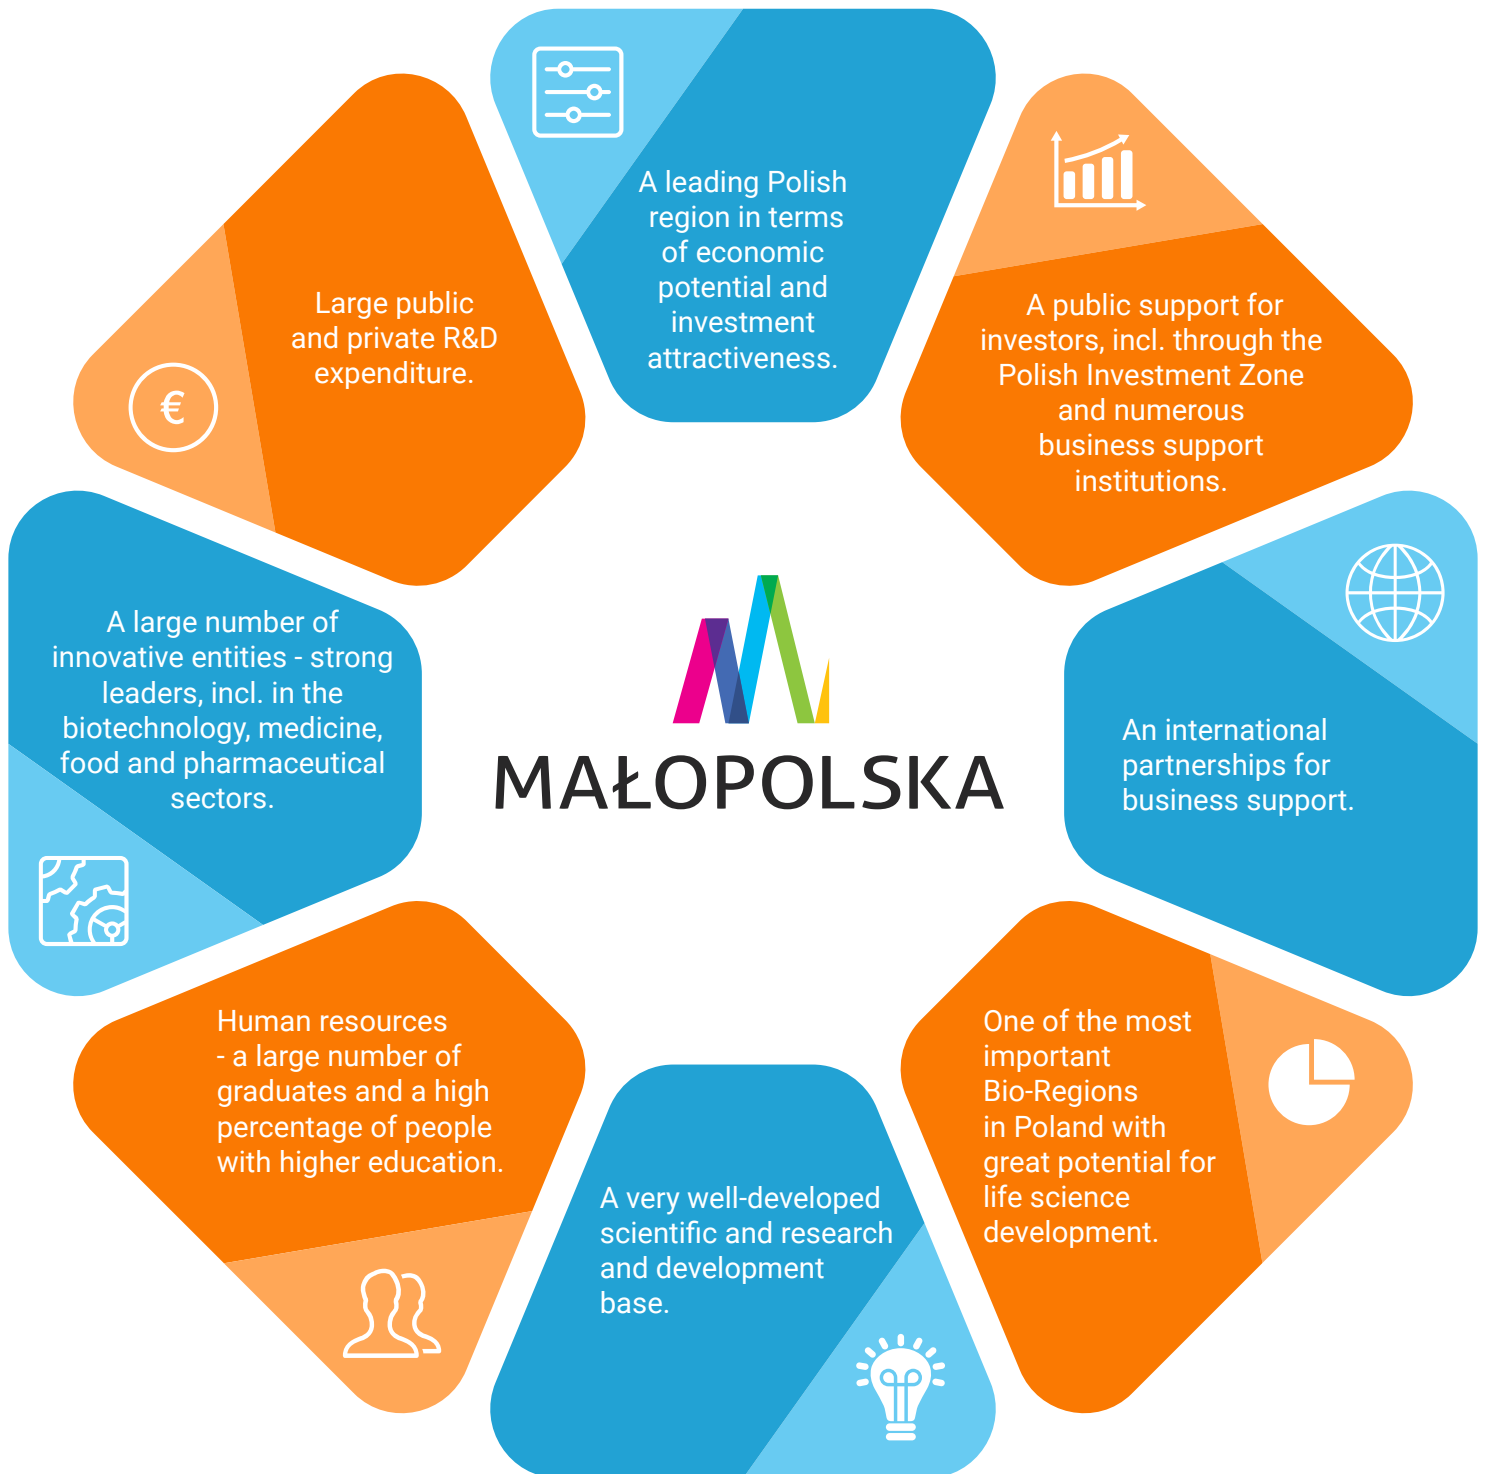 A leading Polish
region in terms
of economic
potential and
investment
attractiveness.
A public support for
investors, incl. through the
Polish Investment Zone
and numerous
business support
institutions.
An international
partnerships for
business support.
One of the most
important
Bio-Regions
in Poland with
great potential for
life science
development.
A very well-developed
scientific and research
and development
base.
Human resources
- a large number of
graduates and a high
percentage of people
with higher education.
A large number of
innovative entities - strong
leaders, incl. in the
biotechnology, medicine,
food and pharmaceutical
sectors.
Large public
and private R&D
expenditure.
€
MAŁOPOLSKA